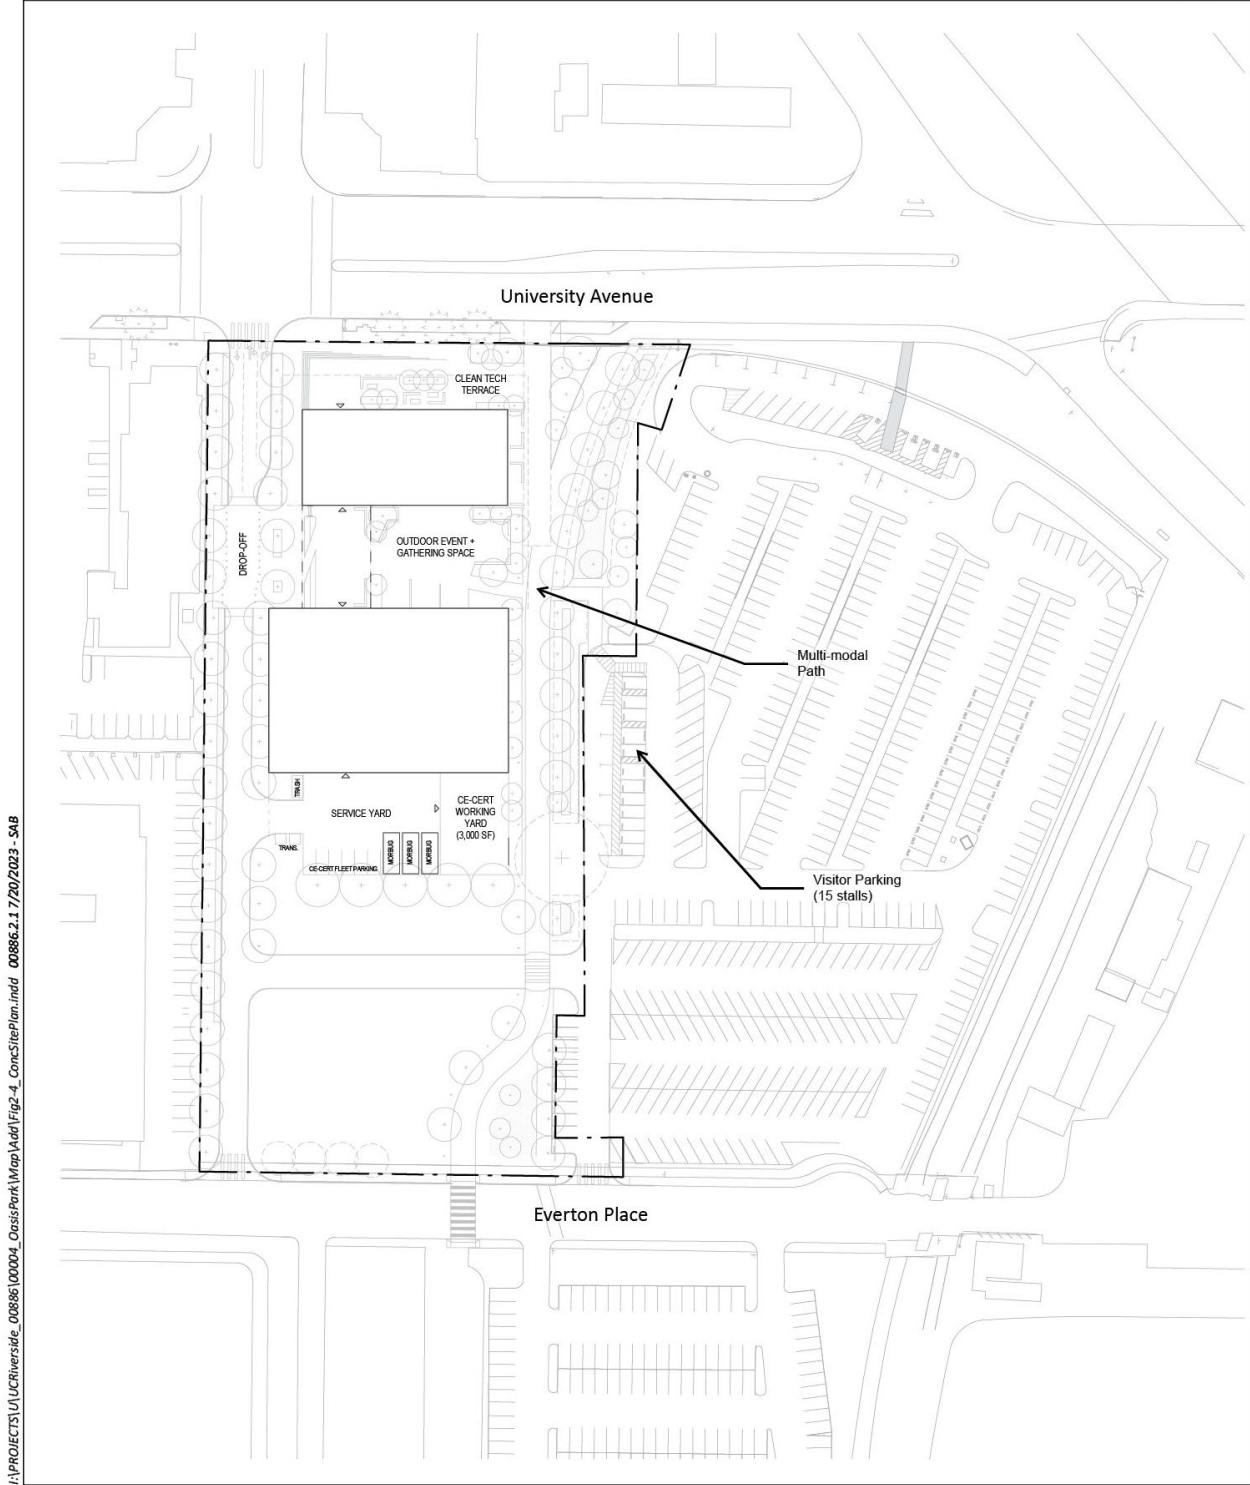 University Avenue
CLEAN TECH
TERRACE
DROP-OFF
OUTDOOR EVENT +
GATHERING SPACE
Multi-modal
Path
TRASH
SERVICE YARD
CE-CERT
WORKING
YARD
(3,000 SF)
TRANS.
MORBUG
MORBUG
MORBUG
CE-CERT FLEET PARKING
Visitor Parking
(15 stalls)
Everton Place
I:\PROJECTS\U\UCRiverside_00886\00004_OasisPark\Map\Add\Fig2-4_ConcSitePlan.indd 00886.2.1 7/20/2023 - SAB